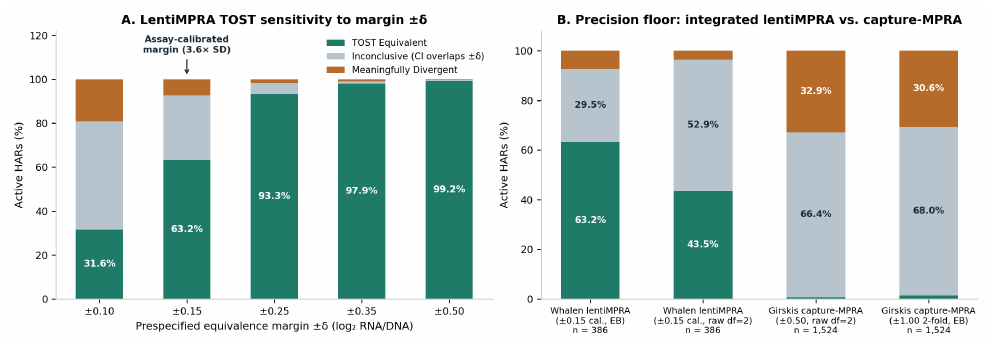 A. LentiMPRA TOST sensitivity to margin ±δ
Active HARs (%)
120
100
80
60
40
20
0
Assay-calibrated
margin (3.6× SD)
TOST Equivalent
Inconclusive (CI overlaps ±δ)
Meaningfully Divergent
31.6%
63.2%
93.3%
97.9%
99.2%
±0.10
±0.15
±0.25
±0.35
±0.50
Prespecified equivalence margin ±δ (log₂ RNA/DNA)
B. Precision floor: integrated lentiMPRA vs. capture-MPRA
Active HARs (%)
100
80
60
40
20
0
29.5%
63.2%
52.9%
43.5%
32.9%
66.4%
30.6%
68.0%
Whalen lentiMPRA
(±0.15 cal., EB)
n = 386
Whalen lentiMPRA
(±0.15 cal., raw df=2)
n = 386
Girskis capture-MPRA
(±0.50, raw df=2)
n = 1,524
Girskis capture-MPRA
(±1.00 2-fold, EB)
n = 1,524